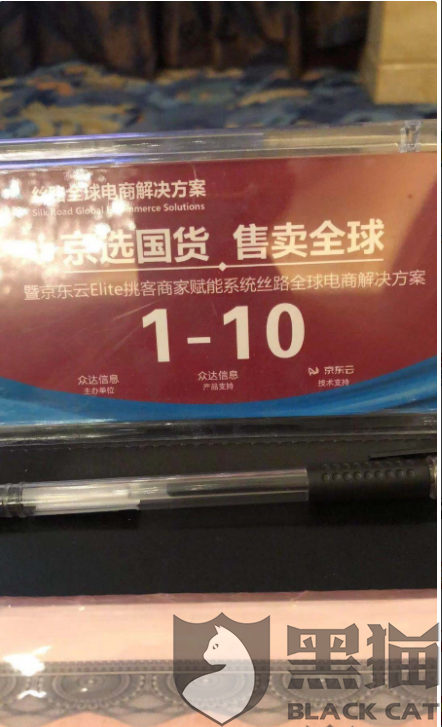 丝路全球电商解决方案
Silk Road Global E-Commerce Solutions
京选国货 售卖全球
暨京东云Elite挑客商家赋能系统丝路全球电商解决方案
1-10
众达信息 众达信息 京东云
主办单位 产品支持 技术支持
黑猫
BLACK CAT